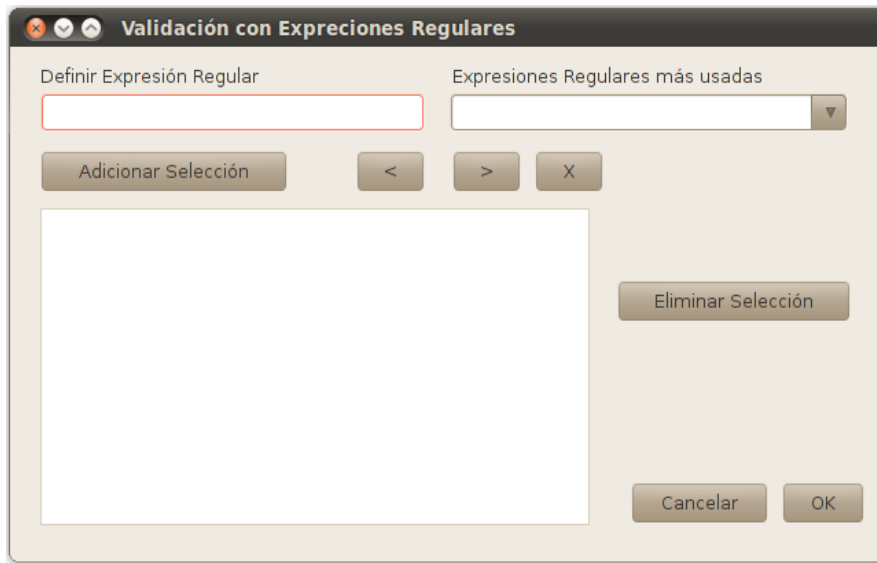 Validación con Expreciones Regulares
Definir Expresión Regular
Expresiones Regulares más usadas
Adicionar Selección
<
>
X
Eliminar Selección
Cancelar
OK